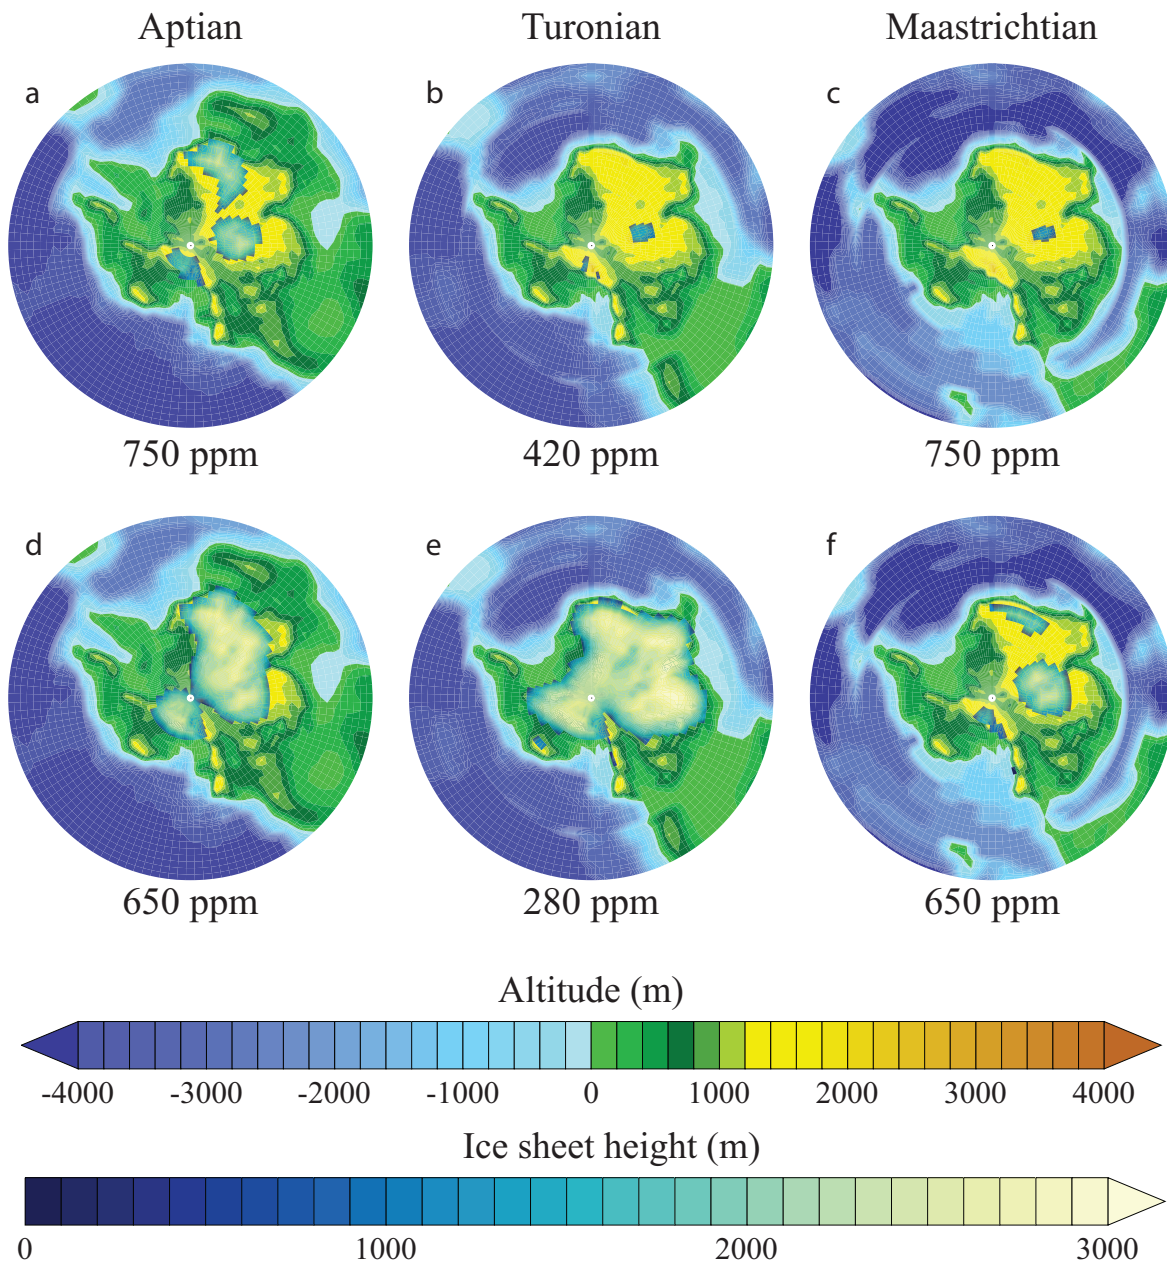 Aptian Turonian Maastrichtian
a b c
750 ppm 420 ppm 750 ppm
d e f
650 ppm 280 ppm 650 ppm
Altitude (m)
-4000 -3000 -2000 -1000 0 1000 2000 3000 4000
Ice sheet height (m)
0 1000 2000 3000